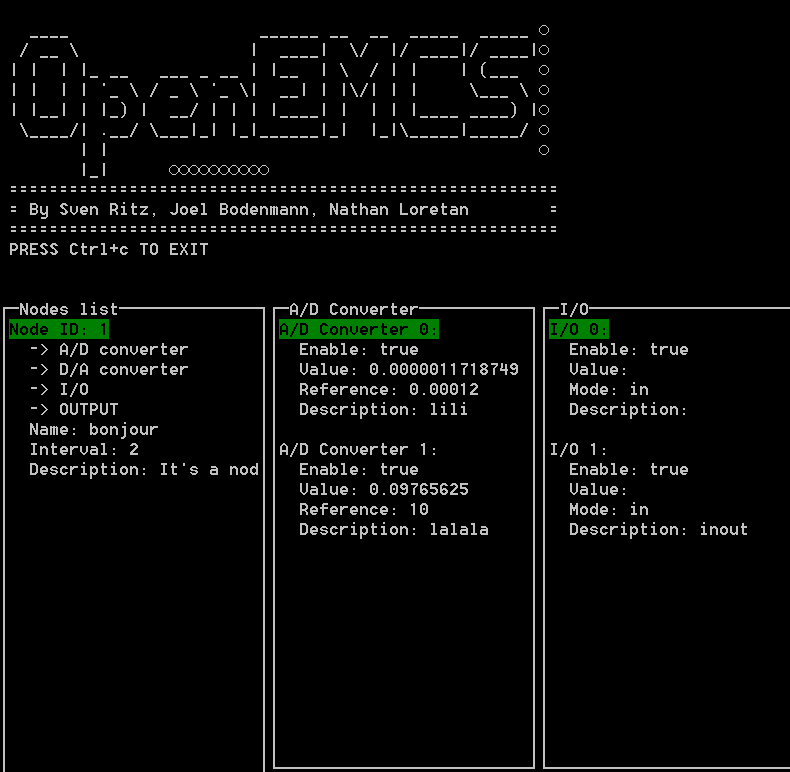 OpenEMCS
= By Sven Ritz, Joel Bodenmann, Nathan Loretan =
PRESS Ctrl+c TO EXIT
Nodes list
Node ID: 1
-> A/D converter
-> D/A converter
-> I/O
-> OUTPUT
Name: bonjour
Interval: 2
Description: It's a nod
A/D Converter
A/D Converter 0:
Enable: true
Value: 0.0000011718749
Reference: 0.00012
Description: lili
A/D Converter 1:
Enable: true
Value: 0.09765625
Reference: 10
Description: lalala
I/O
I/O 0:
Enable: true
Value:
Mode: in
Description:
I/O 1:
Enable: true
Value:
Mode: in
Description: inout